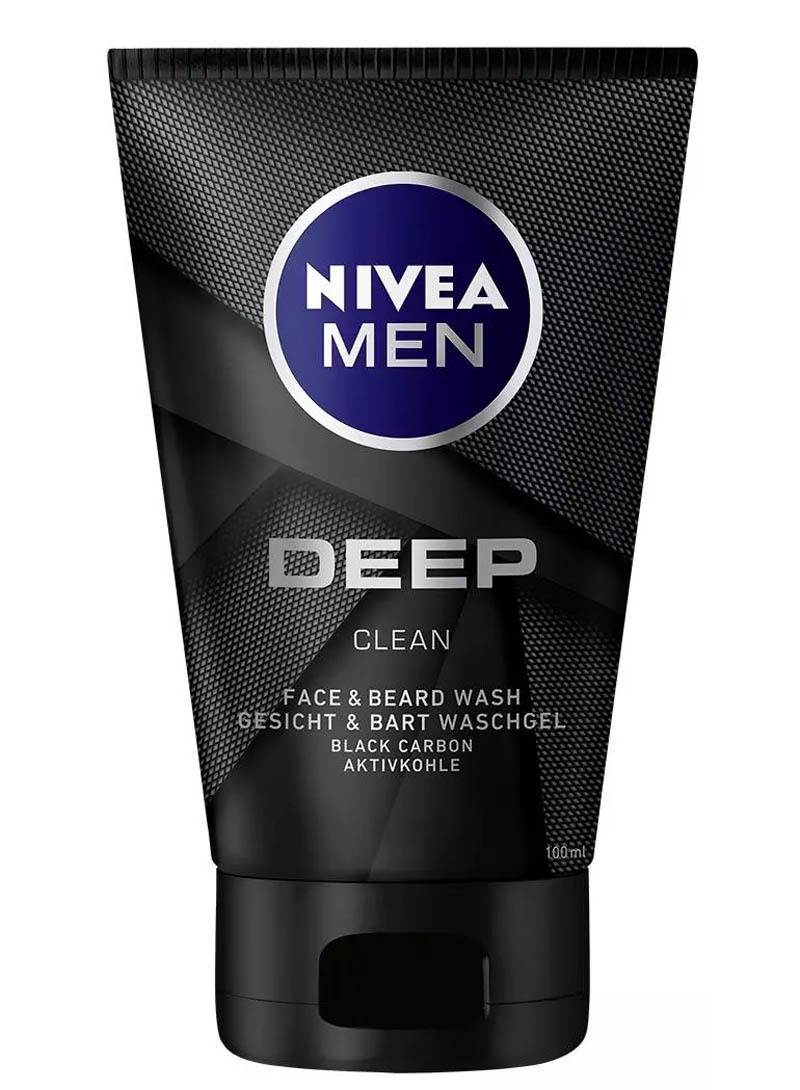 NIVEA
MEN
DEEP
CLEAN
FACE & BEARD WASH
GESICHT & BART WASCHGEL
BLACK CARBON
AKTIVKOHLE
100 ml